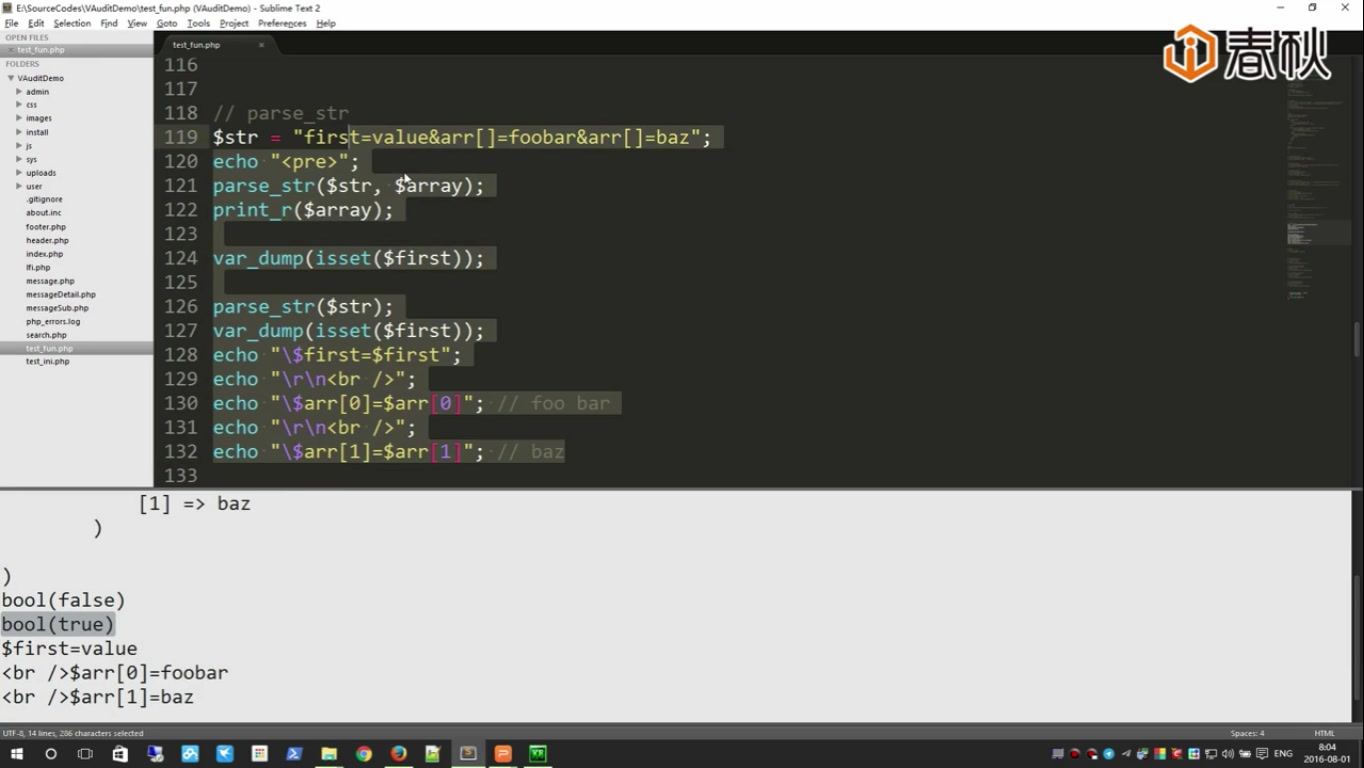 E:\SourceCodes\VAuditDemo\test_fun.php (VAuditDemo) - Sublime Text 2
File Edit Selection Find View Goto Tools Project Preferences Help
OPEN FILES
test_fun.php
FOLDERS
VAuditDemo
admin
css
images
install
js
sys
uploads
user
.gitignore
about.inc
footer.php
header.php
index.php
lfi.php
message.php
messageDetail.php
messageSub.php
php_errors.log
search.php
test_fun.php
test_ini.php
test_fun.php
春秋
116
117
118 // parse_str
119 $str = "first=value&arr[]=foobar&arr[]=baz";
120 echo "<pre>";
121 parse_str($str, $array);
122 print_r($array);
123
124 var_dump(isset($first));
125
126 parse_str($str);
127 var_dump(isset($first));
128 echo "\$first=$first";
129 echo "\r\n<br />";
130 echo "\$arr[0]=$arr[0]"; // foo bar
131 echo "\r\n<br />";
132 echo "\$arr[1]=$arr[1]"; // baz
133
[1] => baz
)
)
bool(false)
bool(true)
$first=value
<br />$arr[0]=foobar
<br />$arr[1]=baz
UTF-8, 14 lines, 286 characters selected
Spaces: 4 HTML
ENG
8:04
2016-08-01